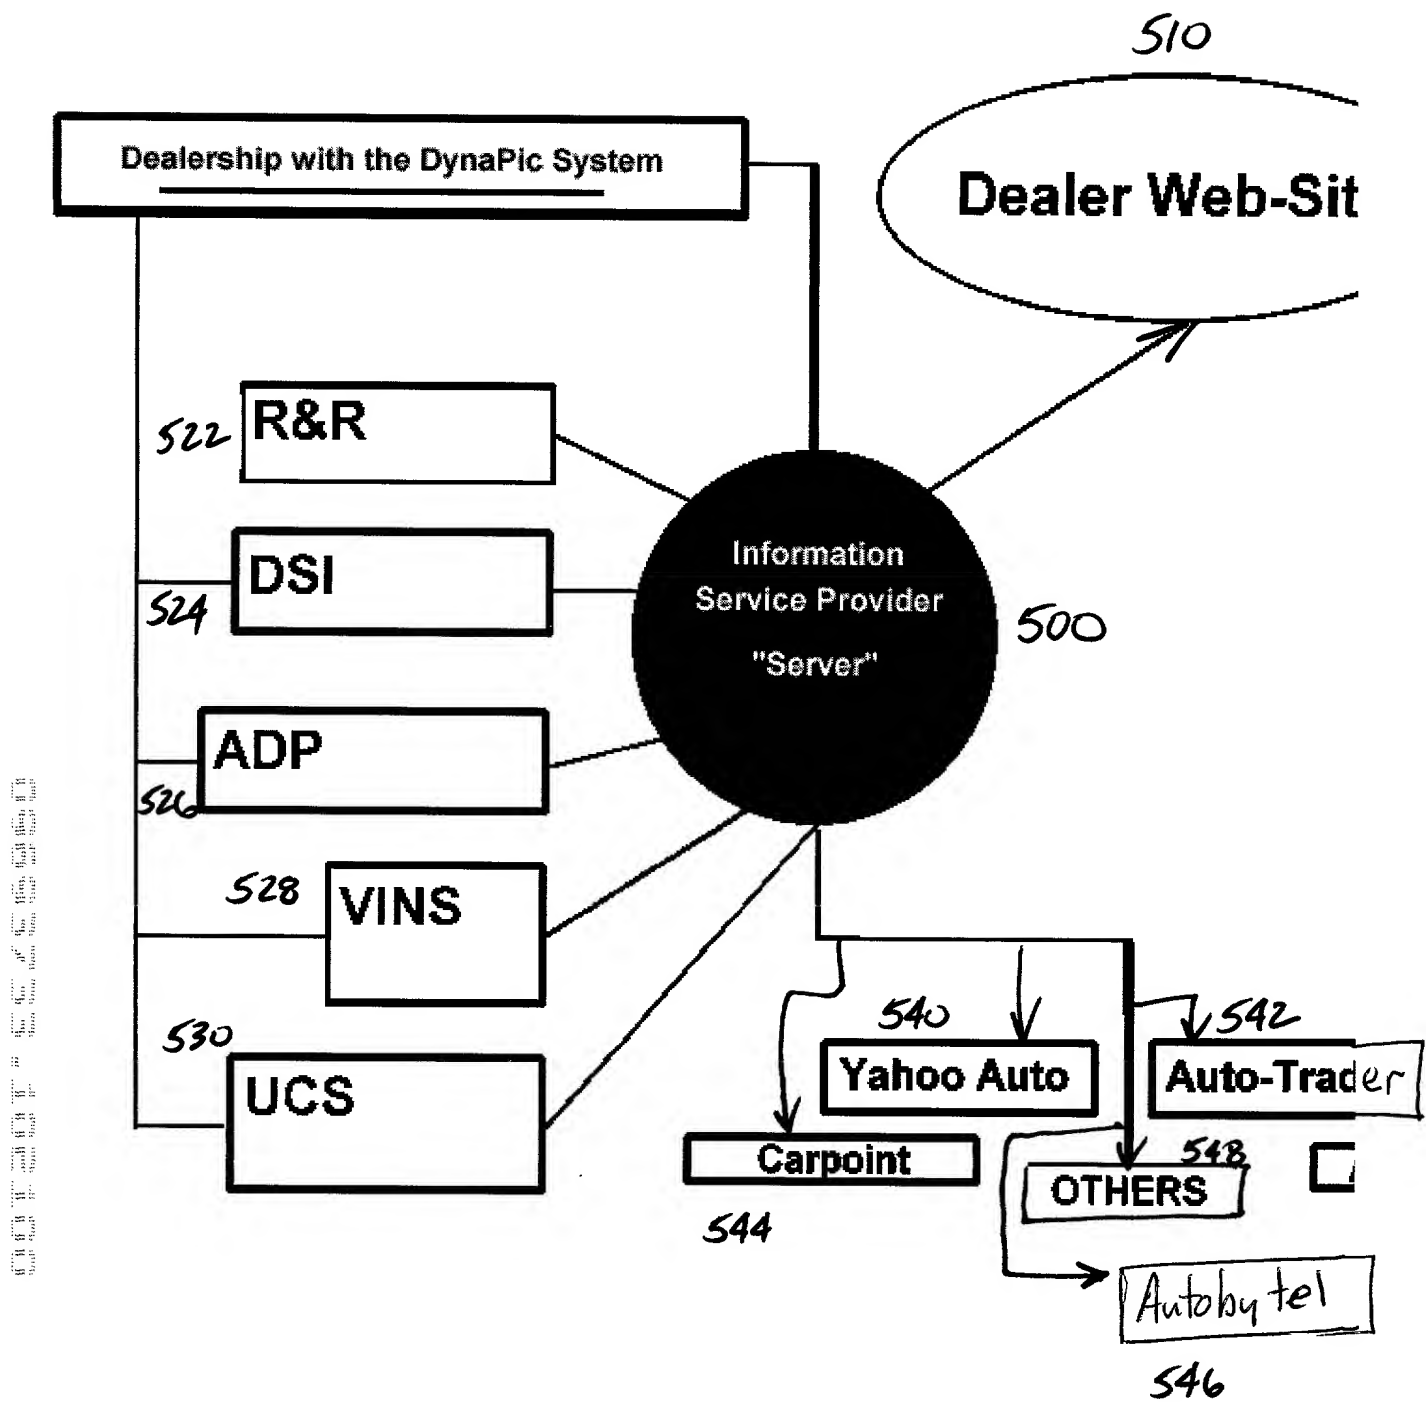 510
Dealership with the DynaPic System
Dealer Web-Sit
522
R&R
DSI
524
Information
Service Provider
"Server"
500
ADP
526
528
VINS
530
UCS
540
542
Yahoo Auto
Auto-Trader
Carpoint
548
OTHERS
544
Autobytel
546